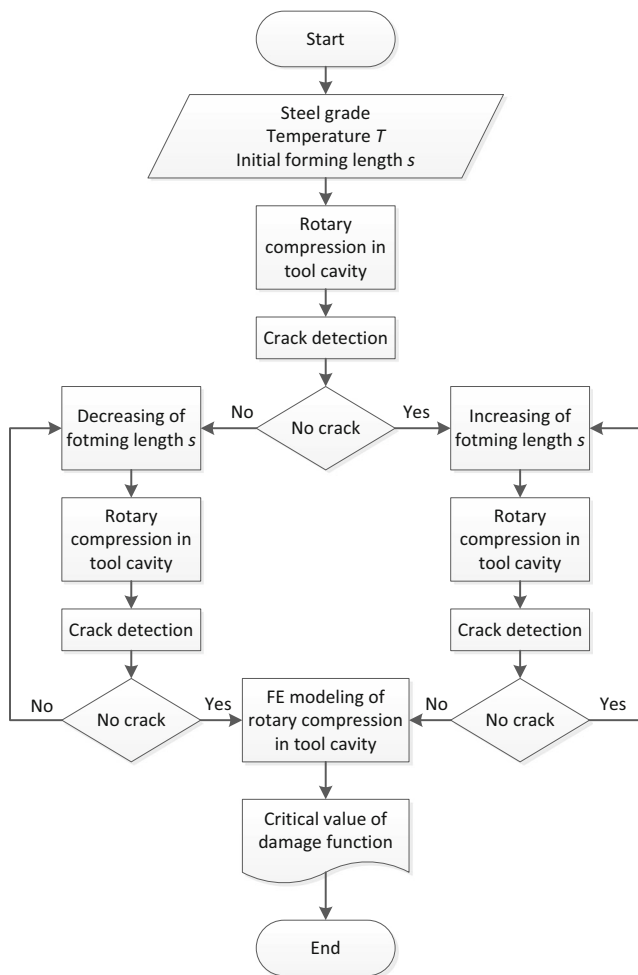 Start
Steel grade
Temperature T
Initial forming length s
Rotary
compression in
tool cavity
Crack detection
No crack
No
Yes
Decreasing of
fotming length s
Rotary
compression in
tool cavity
Crack detection
No crack
No
Yes
Increasing of
fotming length s
Rotary
compression in
tool cavity
Crack detection
No crack
No
Yes
FE modeling of
rotary compression
in tool cavity
Critical value of
damage function
End